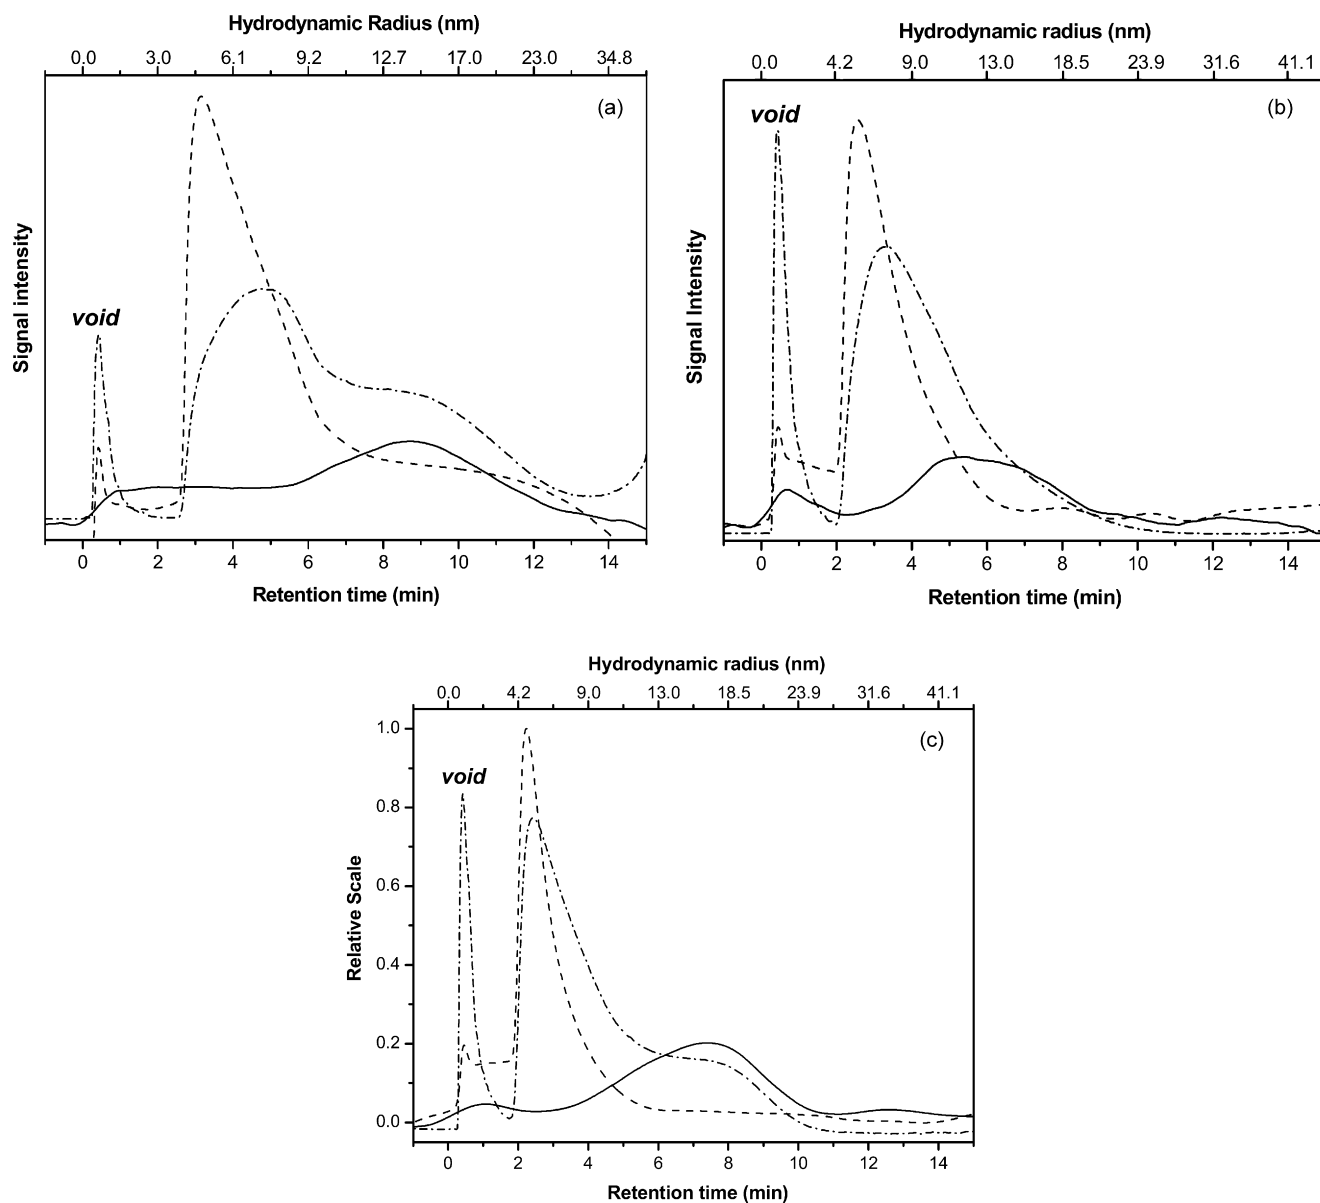 Hydrodynamic Radius (nm)
0.0 3.0 6.1 9.2 12.7 17.0 23.0 34.8
(a)
void
Signal intensity
0 2 4 6 8 10 12 14
Retention time (min)
Hydrodynamic radius (nm)
0.0 4.2 9.0 13.0 18.5 23.9 31.6 41.1
(b)
void
Signal Intensity
0 2 4 6 8 10 12 14
Retention time (min)
Hydrodynamic radius (nm)
0.0 4.2 9.0 13.0 18.5 23.9 31.6 41.1
(c)
void
Relative Scale
1.0
0.8
0.6
0.4
0.2
0.0
0 2 4 6 8 10 12 14
Retention time (min)